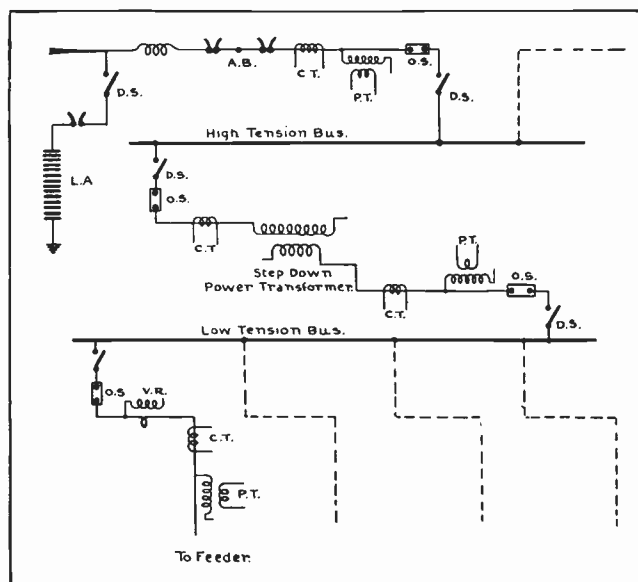 A.B.
C.T.
P.T.
O.S.
D.S.
D.S.
High Tension Bus.
L.A
D.S.
O.S.
C.T
Step Down
Power Transformer.
P.T.
C.T.
O.S.
D.S.
Low Tension Bus.
O.S
V.R.
C.T.
P.T.
To Feeder.